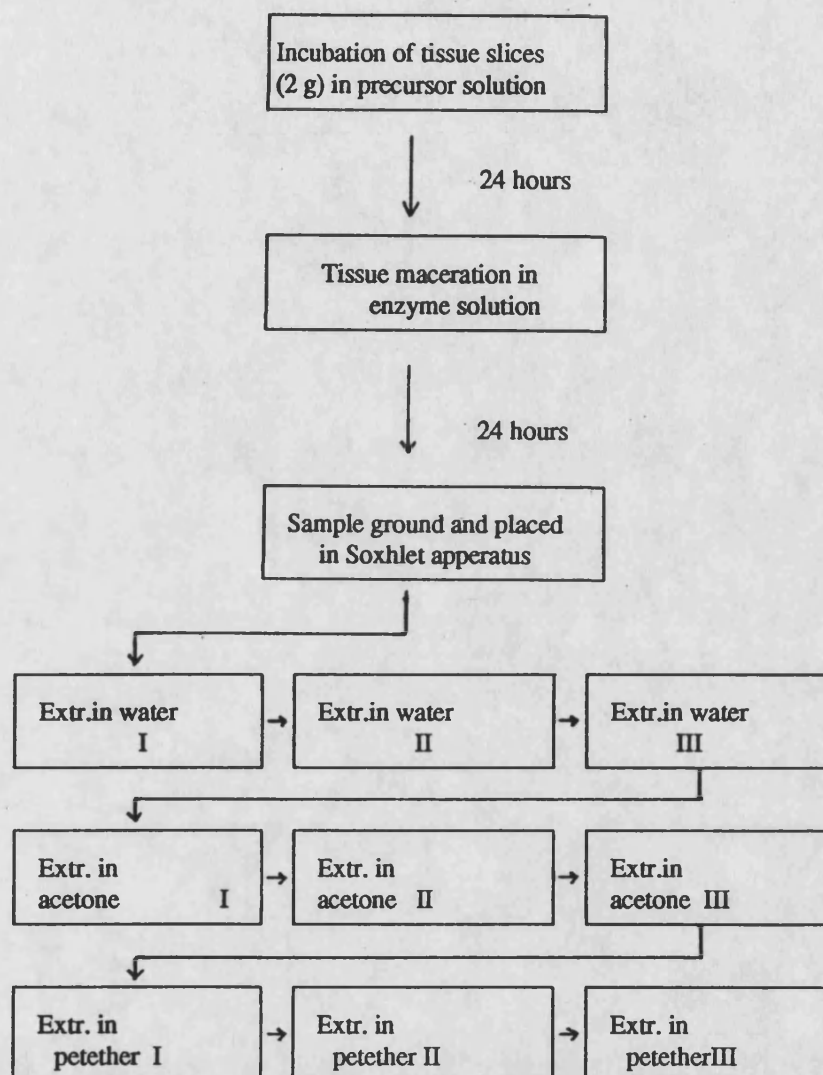 Incubation of tissue slices
(2 g) in precursor solution
24 hours
Tissue maceration in
enzyme solution
24 hours
Sample ground and placed
in Soxhlet apperatus
Extr.in water
I
Extr.in water
II
Extr.in water
III
Extr. in
acetone I
Extr. in
acetone II
Extr.in
acetone III
Extr. in
petether I
Extr. in
petether II
Extr. in
petetherIII